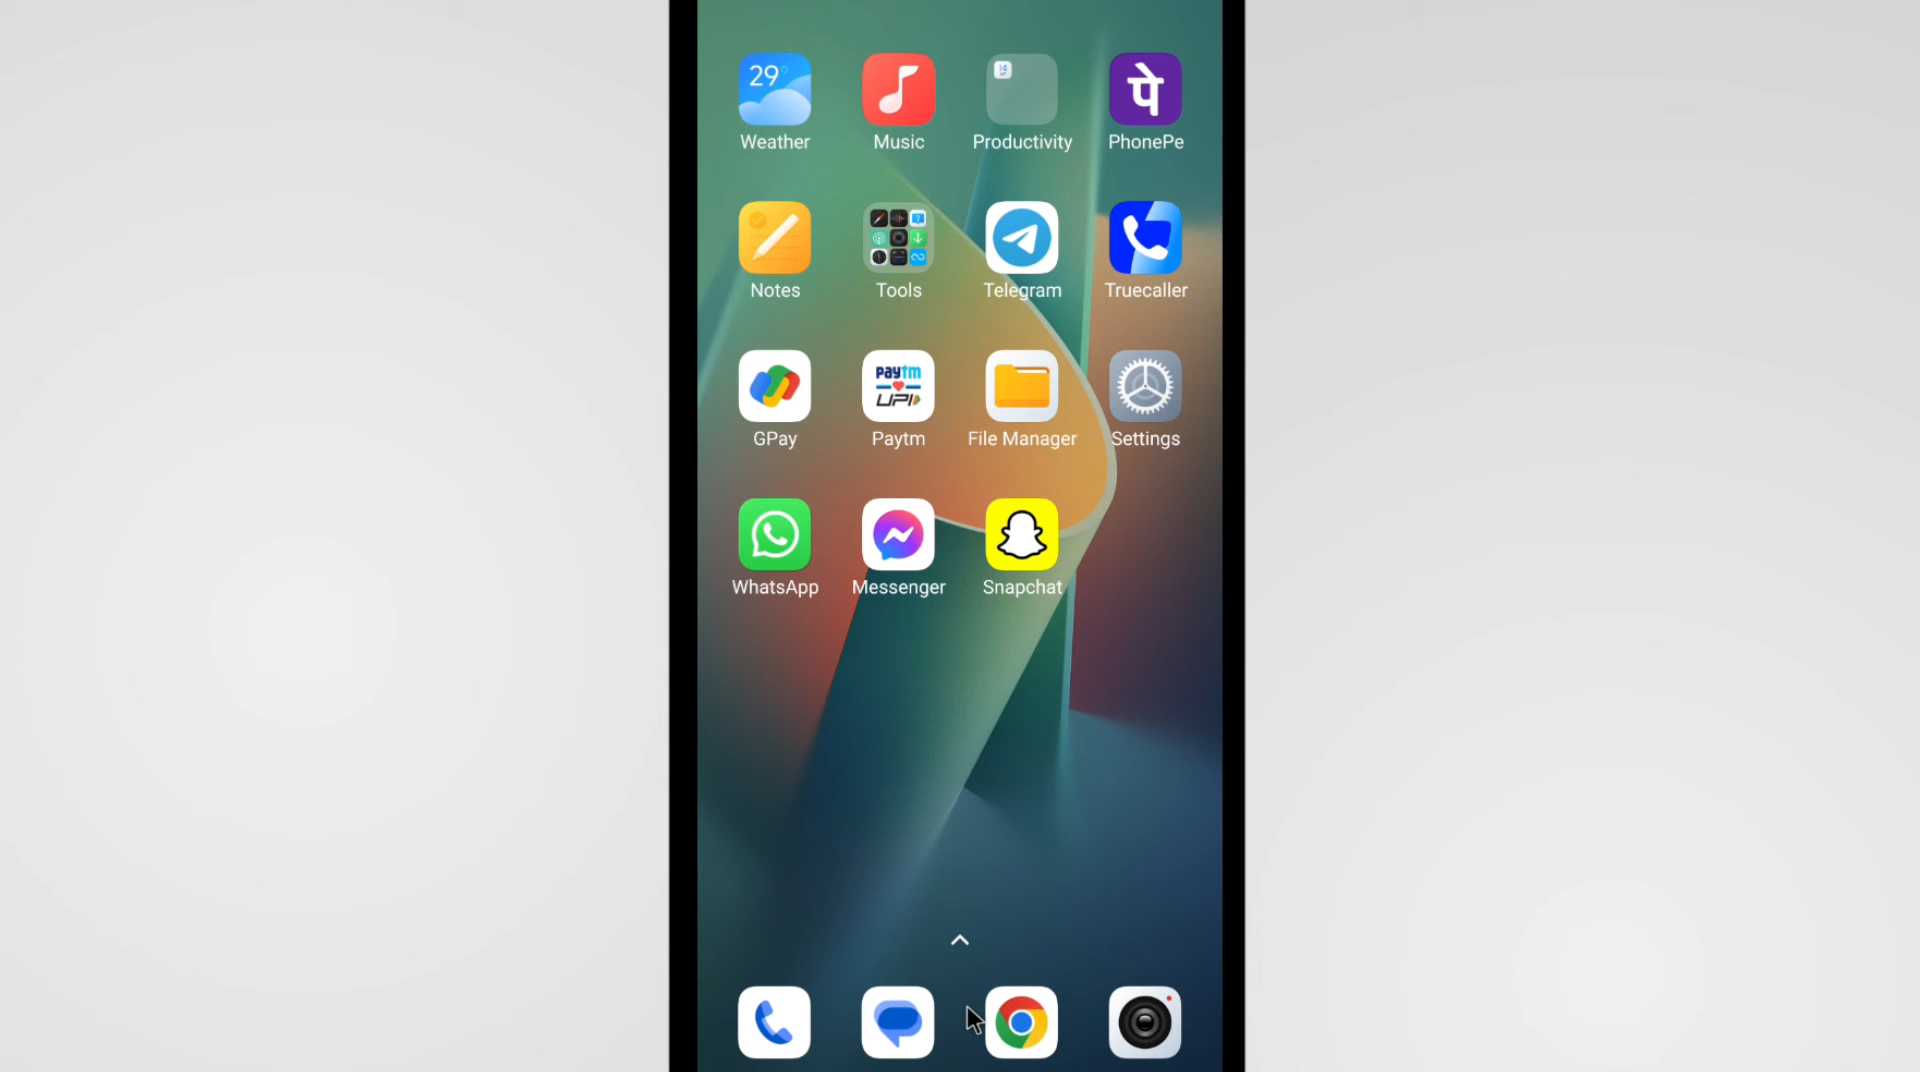 29°
14
Weather
Music
Productivity
पे
PhonePe
Notes
Tools
Telegram
Truecaller
paytm
UPI
GPay
Paytm
File Manager
Settings
WhatsApp
Messenger
Snapchat